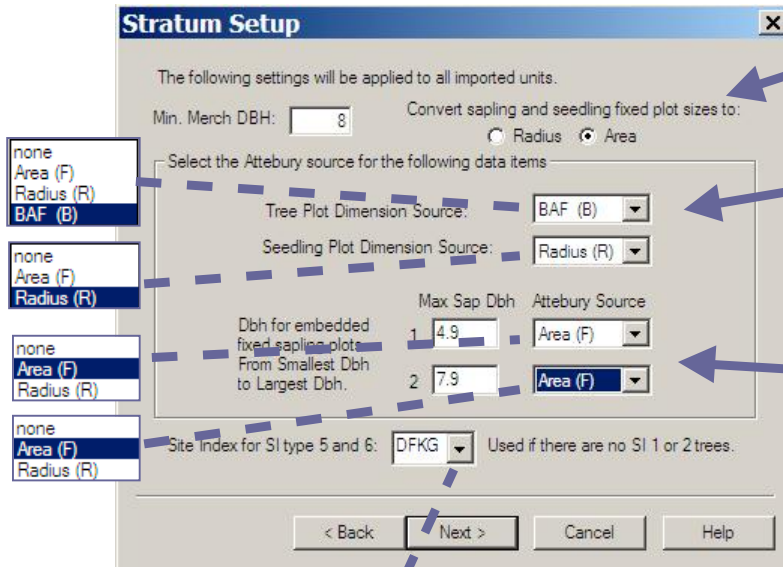 Stratum Setup
The following settings will be applied to all imported units.
Min. Merch DBH: 8
Convert sapling and seedling fixed plot sizes to:
Radius Area
Select the Attebury source for the following data items
none
Area (F)
Radius (R)
BAF (B)
Tree Plot Dimension Source: BAF (B)
Seedling Plot Dimension Source: Radius (R)
none
Area (F)
Radius (R)
Max Sap Dbh Attebury Source
Dbh for embedded
fixed sapling plots
From Smallest Dbh
to Largest Dbh.
1 4.9 Area (F)
2 7.9 Area (F)
none
Area (F)
Radius (R)
none
Area (F)
Radius (R)
Site Index for SI type 5 and 6: DFKG Used if there are no SI 1 or 2 trees.
< Back Next > Cancel Help